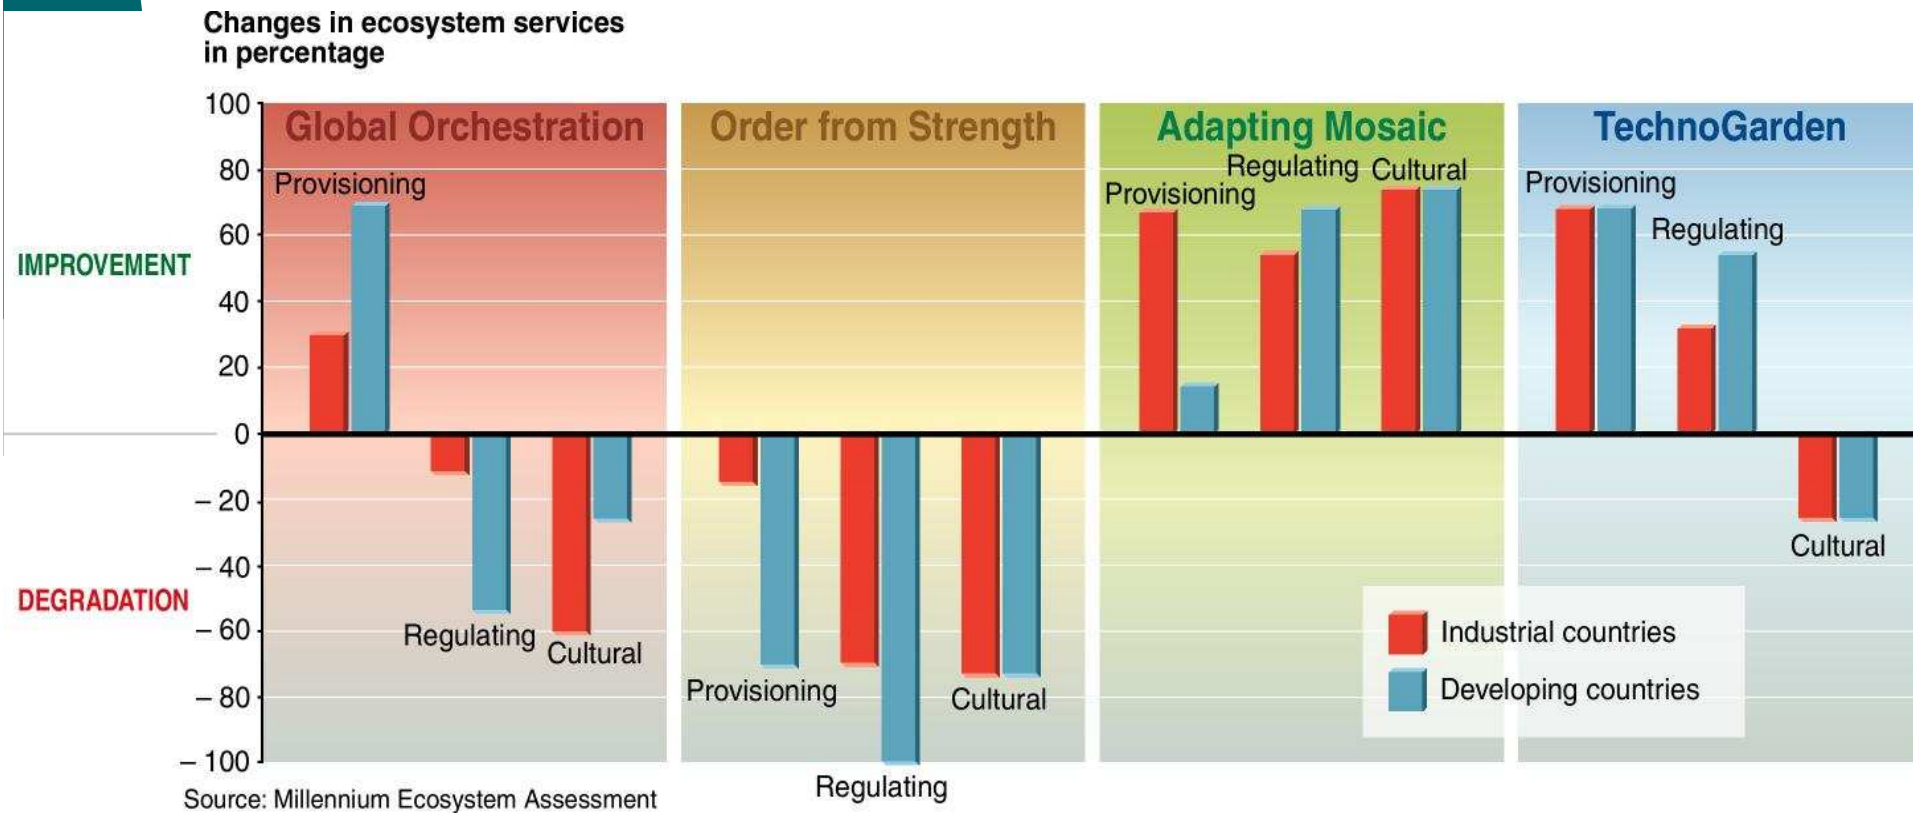 Changes in ecosystem services
in percentage
100
80
60
40
20
0
– 20
– 40
– 60
– 80
– 100
IMPROVEMENT
DEGRADATION
Global Orchestration
Provisioning
Regulating
Cultural
Order from Strength
Provisioning
Regulating
Cultural
Adapting Mosaic
Provisioning
Regulating
Cultural
TechnoGarden
Provisioning
Regulating
Cultural
Industrial countries
Developing countries
Source: Millennium Ecosystem Assessment